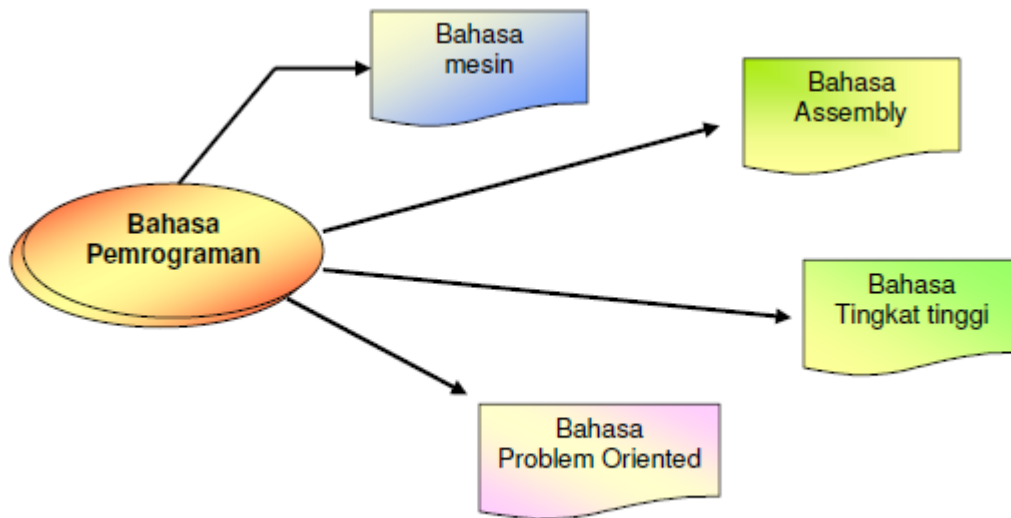 Bahasa
mesin
Bahasa
Assembly
Bahasa
Pemrograman
Bahasa
Tingkat tinggi
Bahasa
Problem Oriented